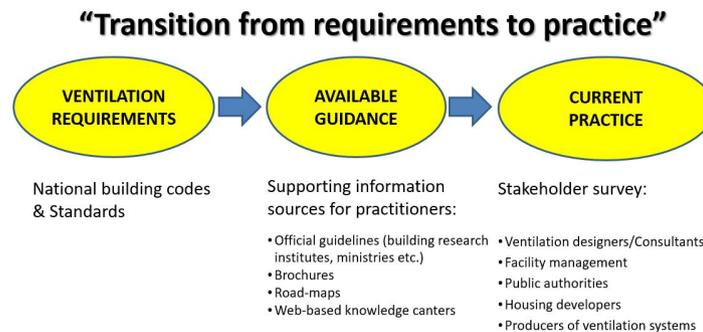 “Transition from requirements to practice”
VENTILATION
REQUIREMENTS
AVAILABLE
GUIDANCE
CURRENT
PRACTICE
National building codes
& Standards
Supporting information
sources for practitioners:
• Official guidelines (building research
institutes, ministries etc.)
• Brochures
• Road-maps
• Web-based knowledge canters
Stakeholder survey:
• Ventilation designers/Consultants
• Facility management
• Public authorities
• Housing developers
• Producers of ventilation systems